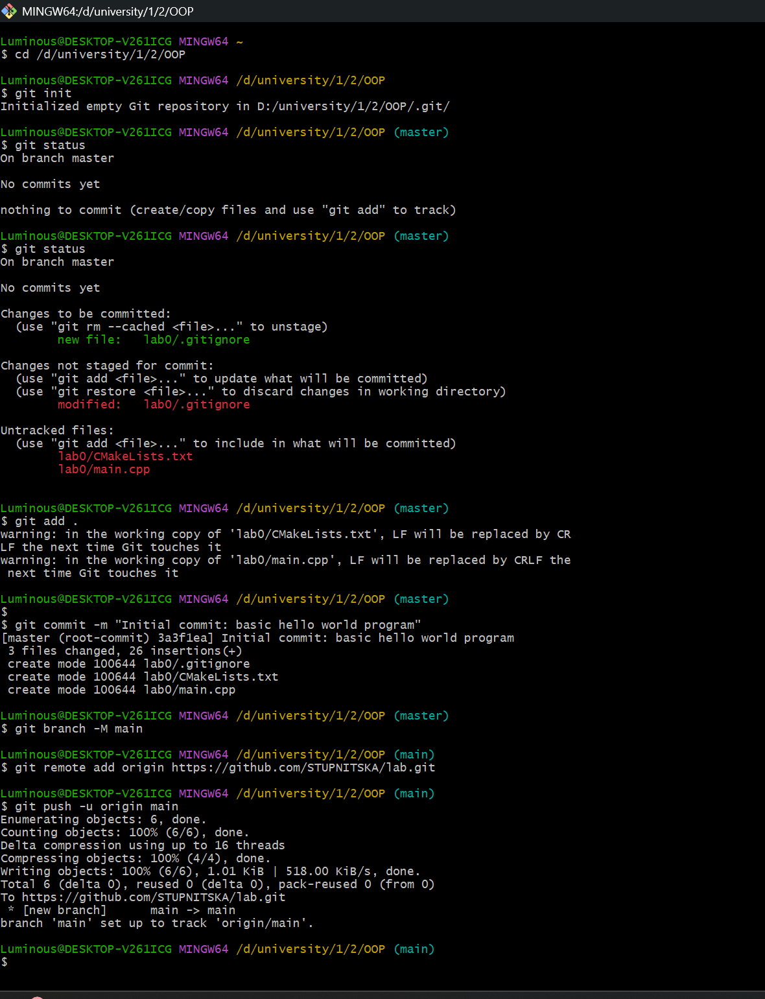 MINGW64:/d/university/1/2/OOP
Luminous@DESKTOP-V261ICG MINGW64 ~
$ cd /d/university/1/2/OOP
Luminous@DESKTOP-V261ICG MINGW64 /d/university/1/2/OOP
$ git init
Initialized empty Git repository in D:/university/1/2/OOP/.git/
Luminous@DESKTOP-V261ICG MINGW64 /d/university/1/2/OOP (master)
$ git status
On branch master
No commits yet
nothing to commit (create/copy files and use "git add" to track)
Luminous@DESKTOP-V261ICG MINGW64 /d/university/1/2/OOP (master)
$ git status
On branch master
No commits yet
Changes to be committed:
  (use "git rm --cached <file>..." to unstage)
        new file:   lab0/.gitignore
Changes not staged for commit:
  (use "git add <file>..." to update what will be committed)
  (use "git restore <file>..." to discard changes in working directory)
        modified:   lab0/.gitignore
Untracked files:
  (use "git add <file>..." to include in what will be committed)
        lab0/CMakeLists.txt
        lab0/main.cpp
Luminous@DESKTOP-V261ICG MINGW64 /d/university/1/2/OOP (master)
$ git add .
warning: in the working copy of 'lab0/CMakeLists.txt', LF will be replaced by CR
LF the next time Git touches it
warning: in the working copy of 'lab0/main.cpp', LF will be replaced by CRLF the
 next time Git touches it
Luminous@DESKTOP-V261ICG MINGW64 /d/university/1/2/OOP (master)
$
$ git commit -m "Initial commit: basic hello world program"
[master (root-commit) 3a3f1ea] Initial commit: basic hello world program
 3 files changed, 26 insertions(+)
 create mode 100644 lab0/.gitignore
 create mode 100644 lab0/CMakeLists.txt
 create mode 100644 lab0/main.cpp
Luminous@DESKTOP-V261ICG MINGW64 /d/university/1/2/OOP (master)
$ git branch -M main
Luminous@DESKTOP-V261ICG MINGW64 /d/university/1/2/OOP (main)
$ git remote add origin https://github.com/STUPNITSKA/lab.git
Luminous@DESKTOP-V261ICG MINGW64 /d/university/1/2/OOP (main)
$ git push -u origin main
Enumerating objects: 6, done.
Counting objects: 100% (6/6), done.
Delta compression using up to 16 threads
Compressing objects: 100% (4/4), done.
Writing objects: 100% (6/6), 1.01 KiB | 518.00 KiB/s, done.
Total 6 (delta 0), reused 0 (delta 0), pack-reused 0 (from 0)
To https://github.com/STUPNITSKA/lab.git
 * [new branch]      main -> main
branch 'main' set up to track 'origin/main'.
Luminous@DESKTOP-V261ICG MINGW64 /d/university/1/2/OOP (main)
$